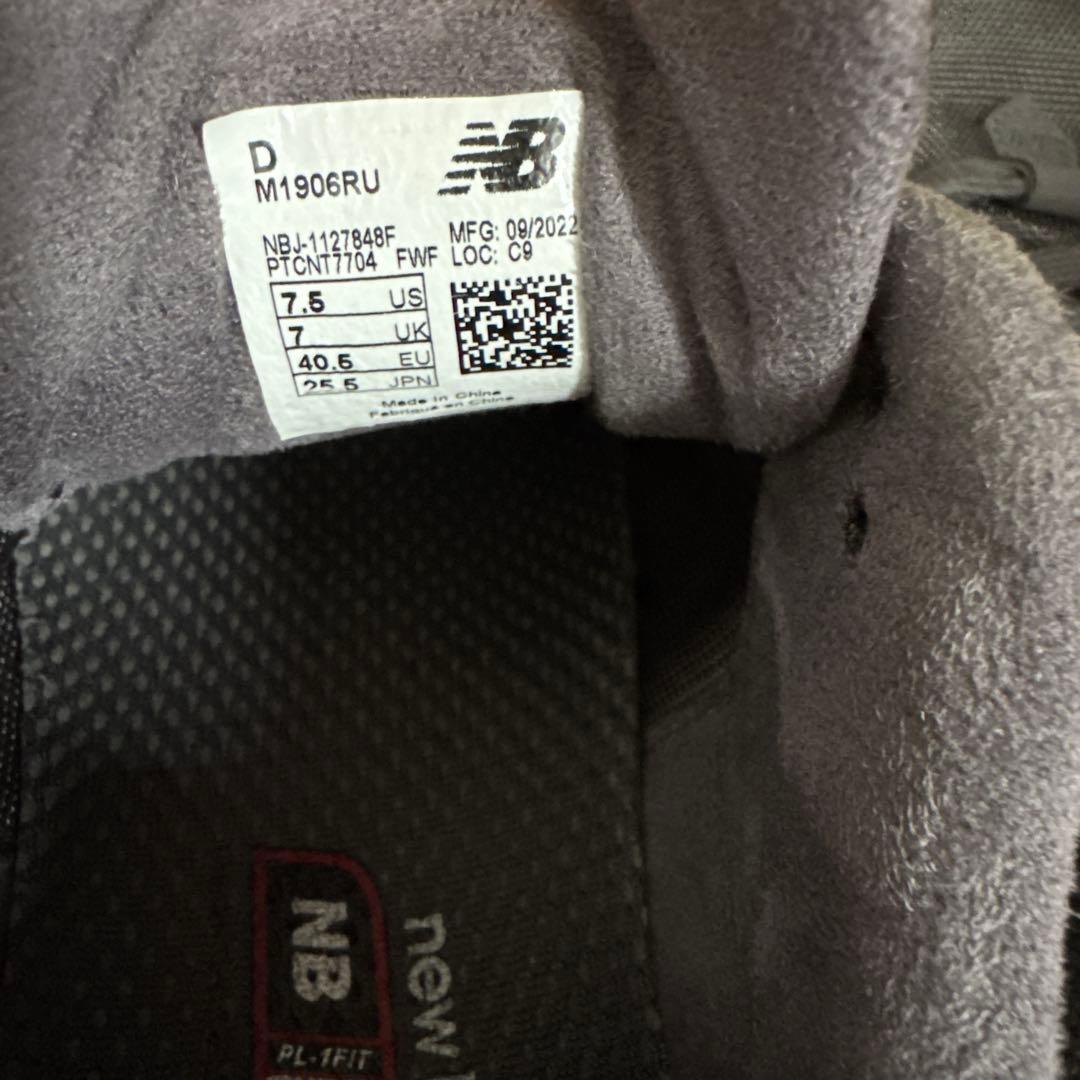 D
M1906RU
NB
NBJ-1127848F
PTCNT7704 FWF
MFG: 09/2022
LOC: C9
7.5 US
7 UK
40.5 EU
25.5 JPN
Made in China
Fabriqué en Chine
NB
new
PL-1FIT